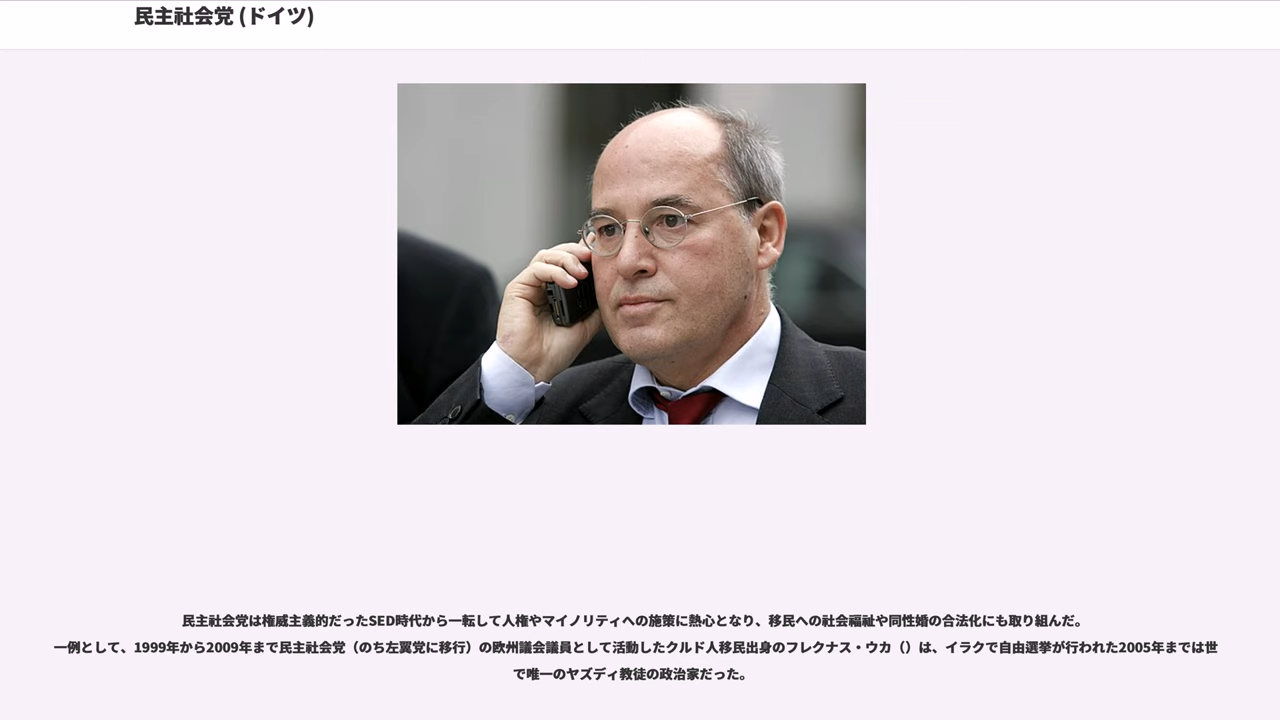 民主社会党 (ドイツ)
民主社会党は権威主義的だったSED時代から一転して人権やマイノリティへの施策に熱心となり、移民への社会福祉や同性婚の合法化にも取り組んだ。
一例として、1999年から2009年まで民主社会党（のち左翼党に移行）の欧州議会議員として活動したクルド人移民出身のフレクナス・ウカ（）は、イラクで自由選挙が行われた2005年までは世
で唯一のヤズディ教徒の政治家だった。